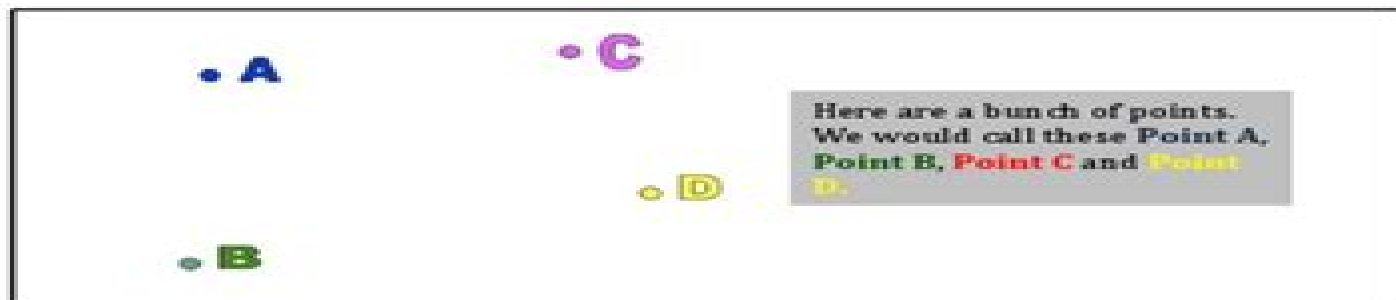 A
C
Here are a bunch of points.
We would call these Point A,
Point B, Point C and Point
D.
D
B